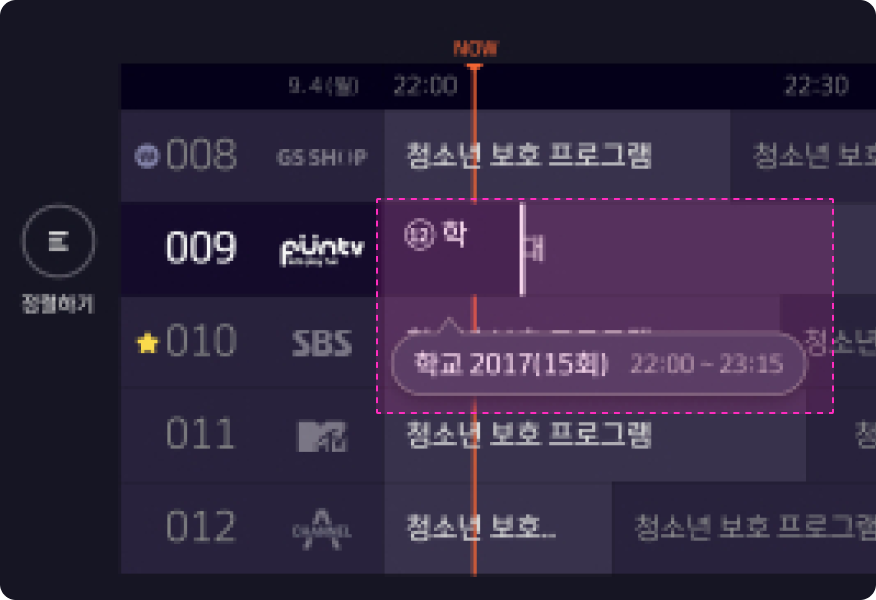 NOW
9.4(월) 22:00 22:30
008 GS SHOP 청소년 보호 프로그램 청소년 보호
009 funtv 12 학 대
정렬하기
010 SBS 청소년
학교 2017(15회) 22:00 ~ 23:15
011 MTV 청소년 보호 프로그램 청
012 CHANNEL A 청소년 보호... 청소년 보호 프로그램